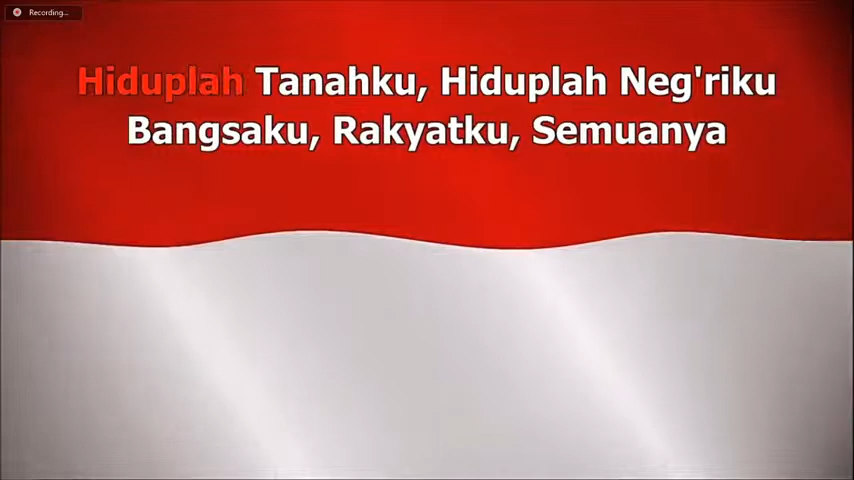 Recording...
Hiduplah Tanahku, Hiduplah Neg'riku
Bangsaku, Rakyatku, Semuanya